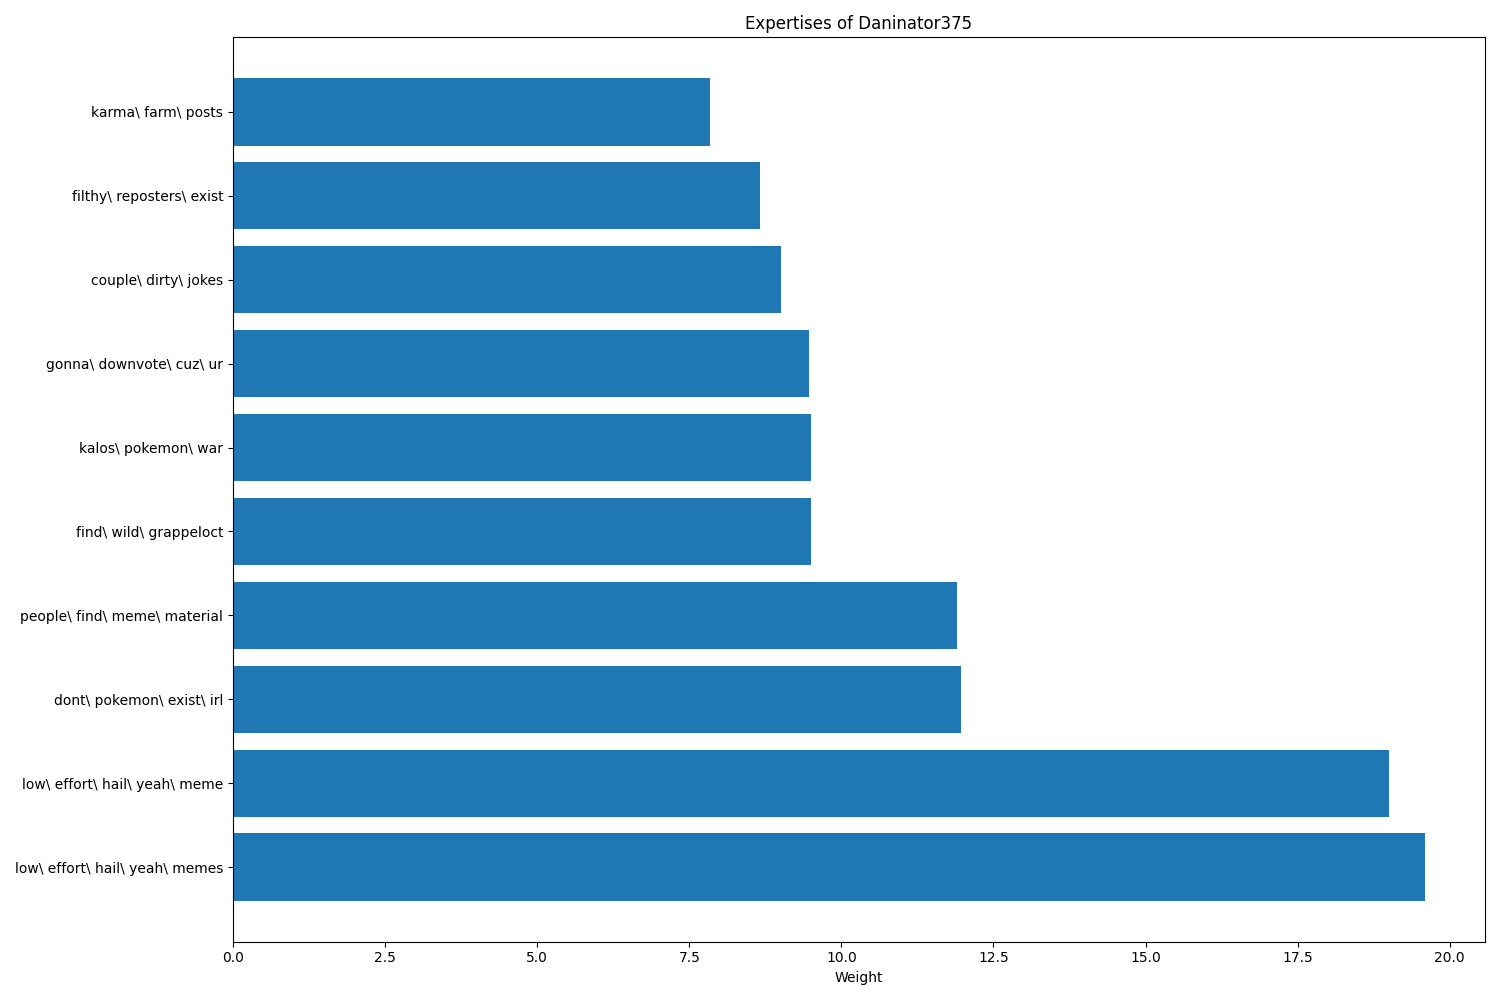 Expertises of Daninator375
karma\ farm\ posts
filthy\ reposters\ exist
couple\ dirty\ jokes
gonna\ downvote\ cuz\ ur
kalos\ pokemon\ war
find\ wild\ grappeloct
people\ find\ meme\ material
dont\ pokemon\ exist\ irl
low\ effort\ hail\ yeah\ meme
low\ effort\ hail\ yeah\ memes
0.0 2.5 5.0 7.5 10.0 12.5 15.0 17.5 20.0
Weight